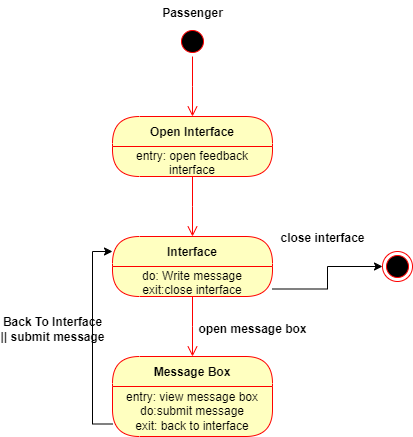 Passenger
Open Interface
entry: open feedback
interface
Interface
do: Write message
exit:close interface
close interface
open message box
Back To Interface
|| submit message
Message Box
entry: view message box
do:submit message
exit: back to interface